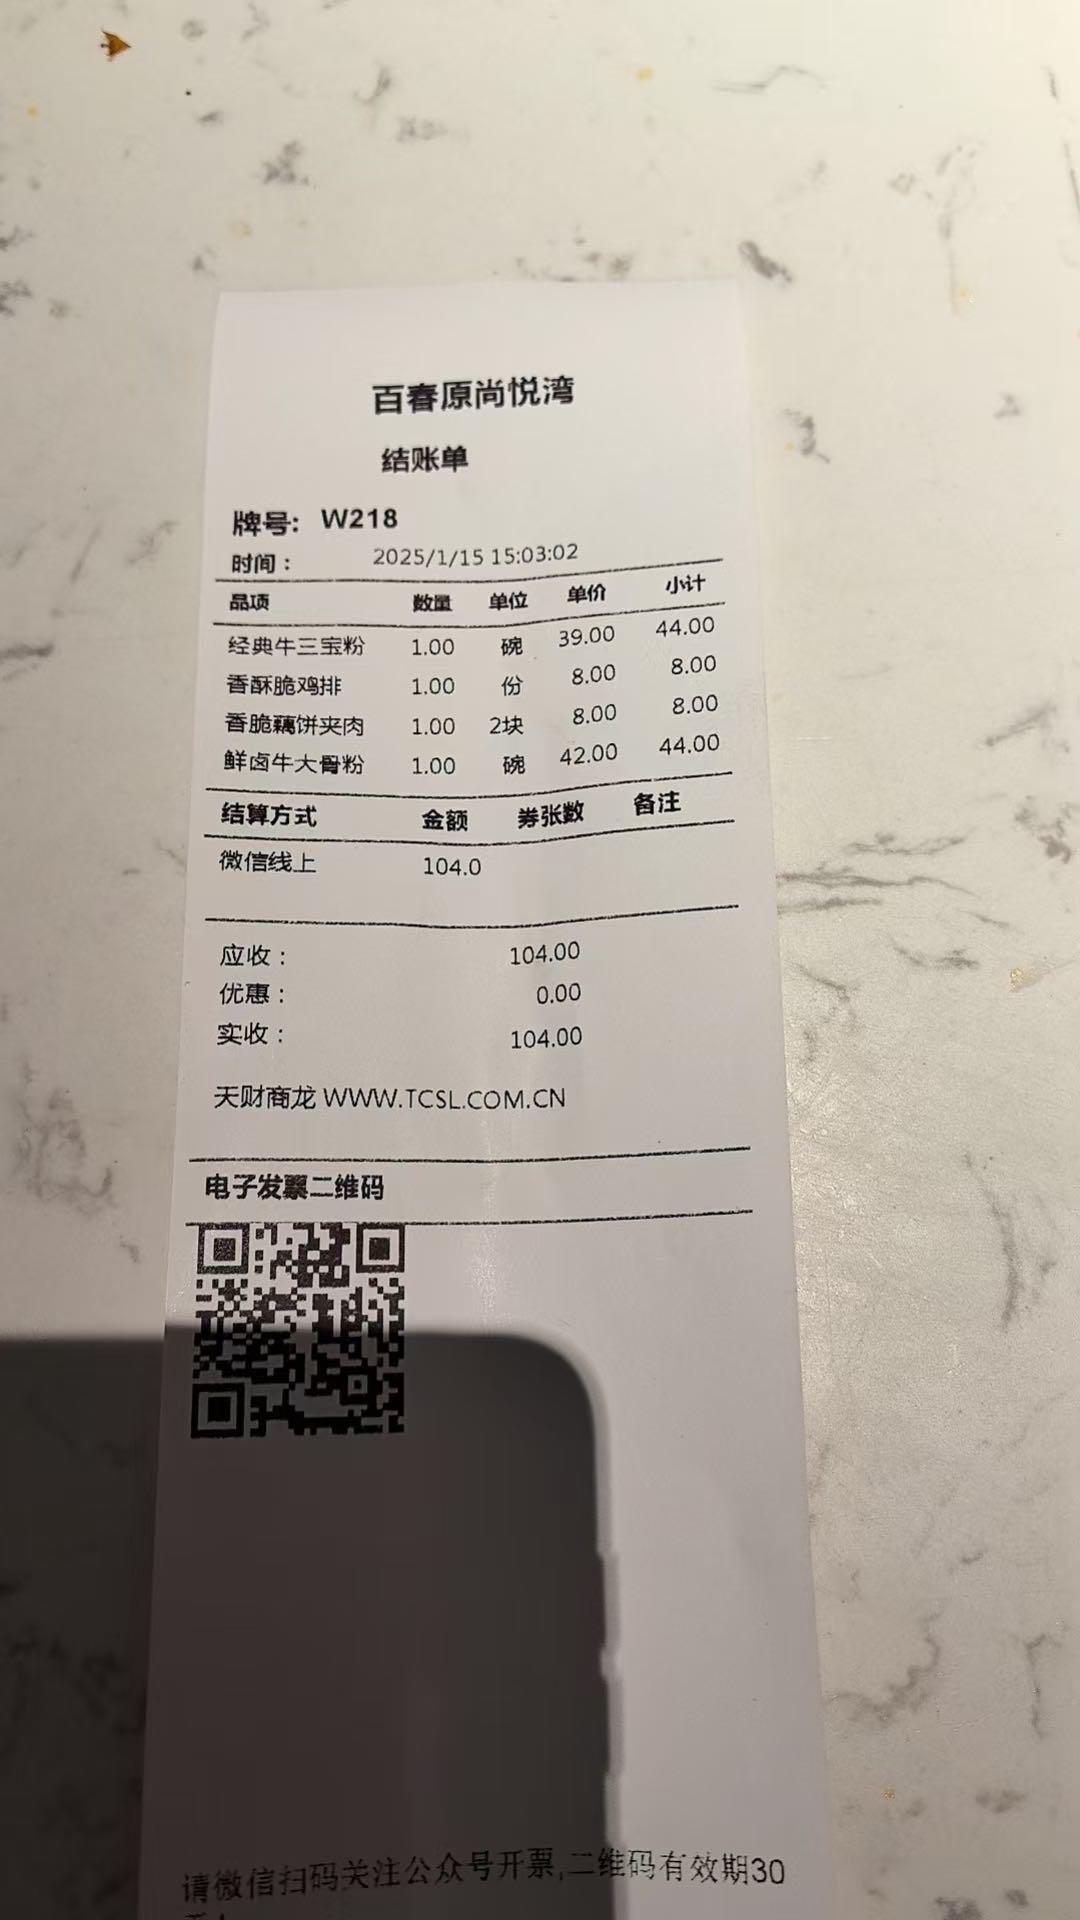 百春原尚悦湾
结账单
牌号: W218
时间： 2025/1/15 15:03:02
品项 数量 单位 单价 小计
经典牛三宝粉 1.00 碗 39.00 44.00
香酥脆鸡排 1.00 份 8.00 8.00
香脆藕饼夹肉 1.00 2块 8.00 8.00
鲜卤牛大骨粉 1.00 碗 42.00 44.00
结算方式 金额 券张数 备注
微信线上 104.0
应收： 104.00
优惠： 0.00
实收： 104.00
天财商龙 WWW.TCSL.COM.CN
电子发票二维码
请微信扫码关注公众号开票,二维码有效期30